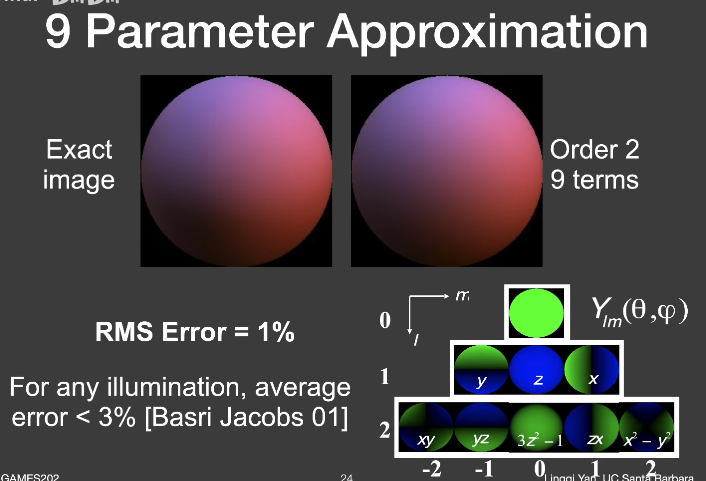 9 Parameter Approximation
Exact
image
Order 2
9 terms
RMS Error = 1%
For any illumination, average
error < 3% [Basri Jacobs 01]
m
l
Ylm(θ,φ)
0
1
2
y
z
x
xy
yz
3z² − 1
zx
x² − y²
-2
-1
0
1
2
GAMES202
24
Lingqi Yan, UC Santa Barbara